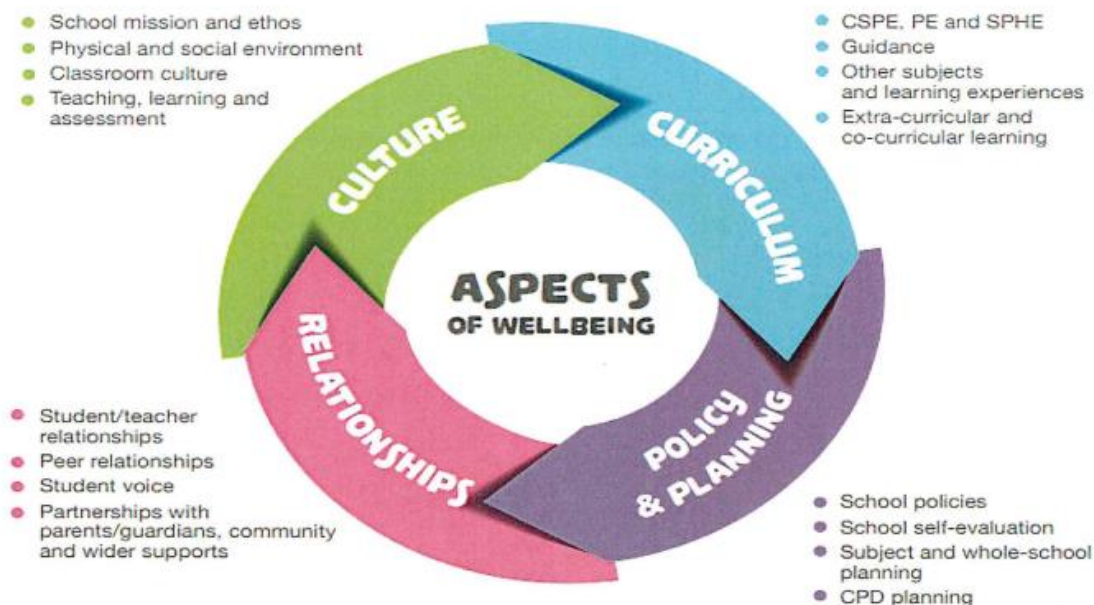 School mission and ethos
Physical and social environment
Classroom culture
Teaching, learning and
assessment
CSPE, PE and SPHE
Guidance
Other subjects
and learning experiences
Extra-curricular and
co-curricular learning
CULTURE
CURRICULUM
ASPECTS
OF WELLBEING
RELATIONSHIPS
POLICY
& PLANNING
Student/teacher
relationships
Peer relationships
Student voice
Partnerships with
parents/guardians, community
and wider supports
School policies
School self-evaluation
Subject and whole-school
planning
CPD planning